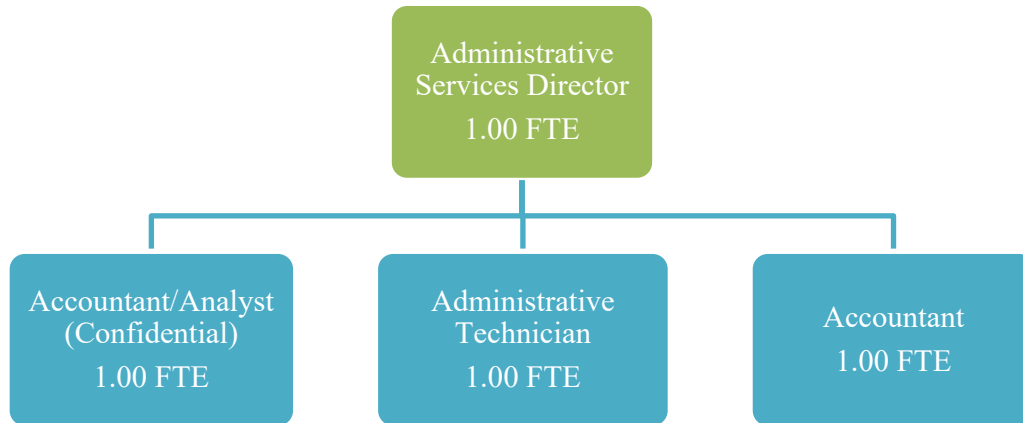 Administrative
Services Director
1.00 FTE
Accountant/Analyst
(Confidential)
1.00 FTE
Administrative
Technician
1.00 FTE
Accountant
1.00 FTE